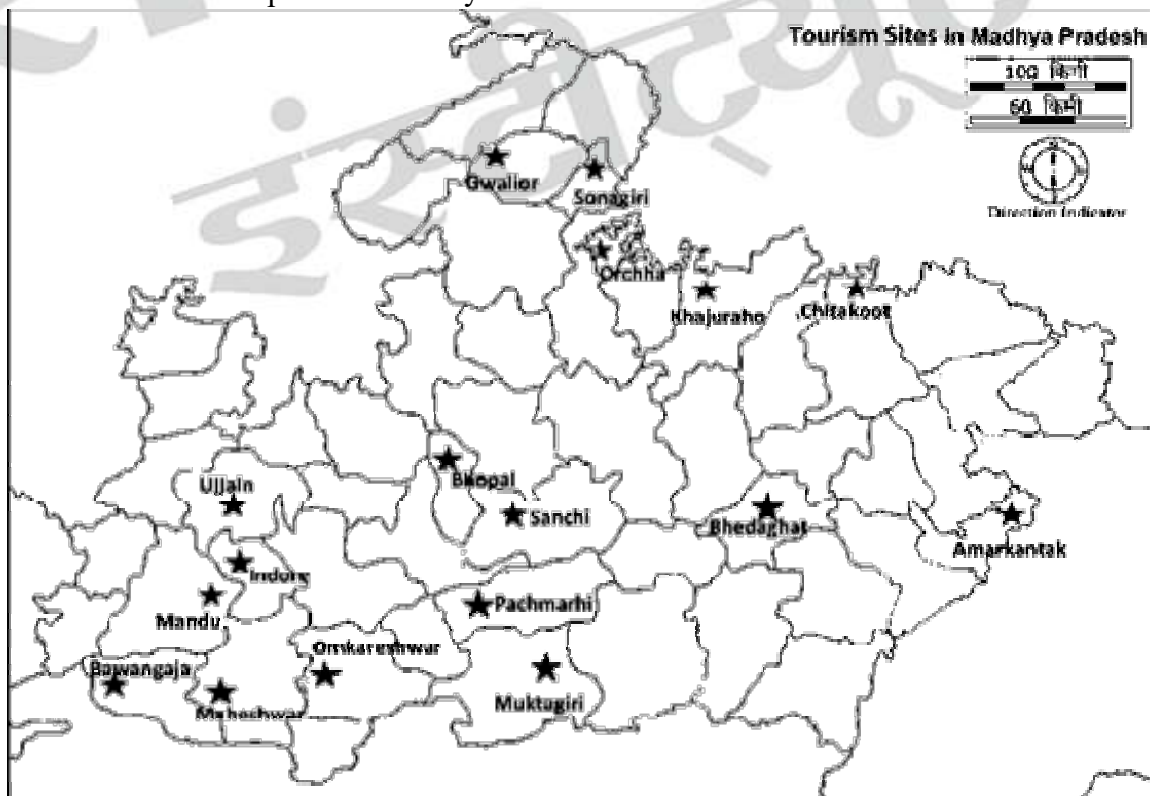 Tourism Sites in Madhya Pradesh
100 किमी
60 किमी
Direction Indicator
Gwalior
Sonagiri
Orchha
Khajuraho
Chitakoot
Bhopal
Ujjain
Sanchi
Bhedaghat
Amarkantak
Indore
Mandu
Pachmarhi
Omkareshwar
Bawangaja
Maheshwar
Muktagiri